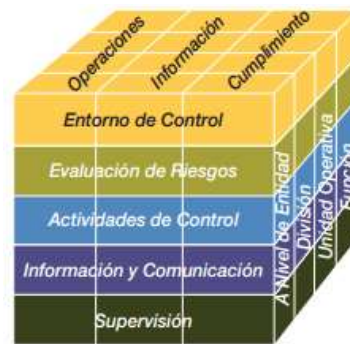 Operaciones
Información
Cumplimiento
Entorno de Control
Evaluación de Riesgos
Actividades de Control
Información y Comunicación
Supervisión
A Nivel de Entidad
División
Unidad Operativa
Función